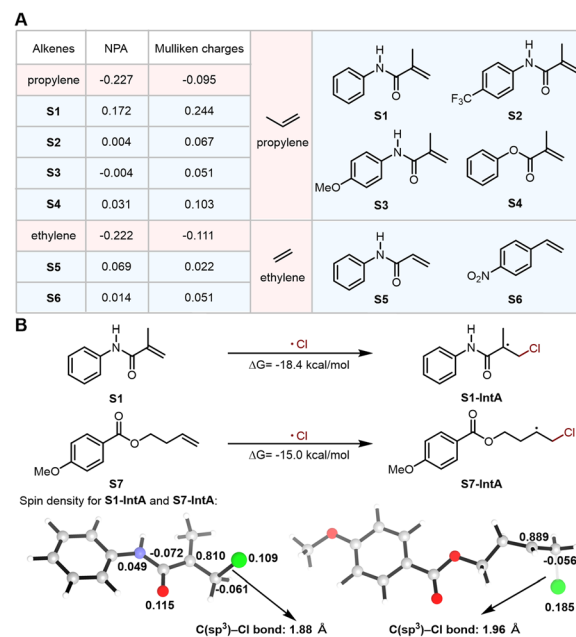 A
Alkenes NPA Mulliken charges
propylene -0.227 -0.095
S1 0.172 0.244
S2 0.004 0.067
S3 -0.004 0.051
S4 0.031 0.103
ethylene -0.222 -0.111
S5 0.069 0.022
S6 0.014 0.051
propylene
ethylene
H
N
O
S1
F3C
H
N
O
S2
MeO
H
N
O
S3
O
O
S4
H
N
O
S5
O2N
S6
B
H
N
O
S1
• Cl
ΔG= -18.4 kcal/mol
H
N
O
Cl
S1-IntA
O
O
MeO
S7
• Cl
ΔG= -15.0 kcal/mol
O
O
Cl
MeO
S7-IntA
Spin density for S1-IntA and S7-IntA:
0.049
-0.072
0.810
0.109
-0.061
0.115
0.889
-0.056
0.185
C(sp3)–Cl bond: 1.88 Å
C(sp3)–Cl bond: 1.96 Å